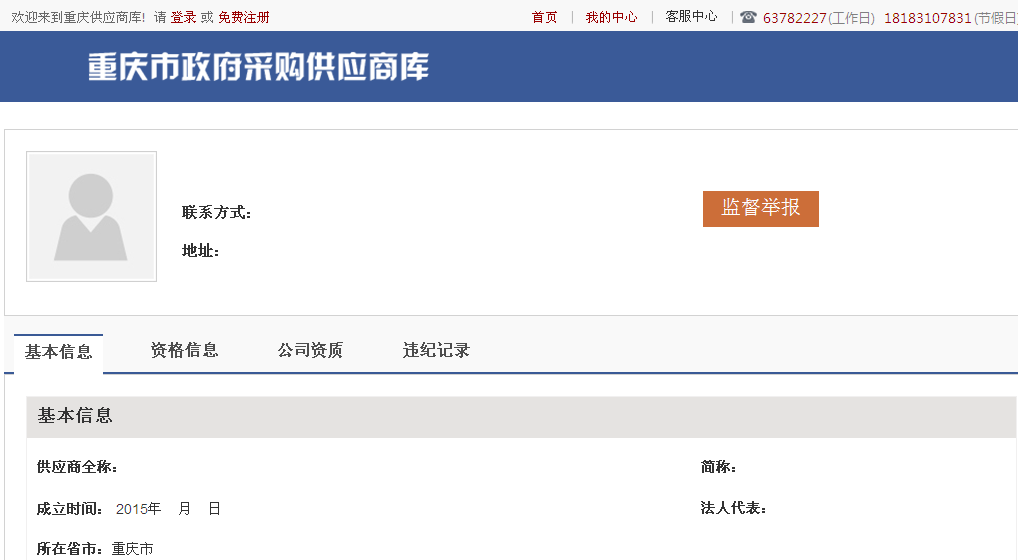 欢迎来到重庆供应商库! 请 登录 或 免费注册 首页 | 我的中心 | 客服中心 | 63782227(工作日) 18183107831(节假日
重庆市政府采购供应商库
联系方式:
监督举报
地址:
基本信息 资格信息 公司资质 违纪记录
基本信息
供应商全称: 简称:
成立时间: 2015年 月 日 法人代表:
所在省市: 重庆市